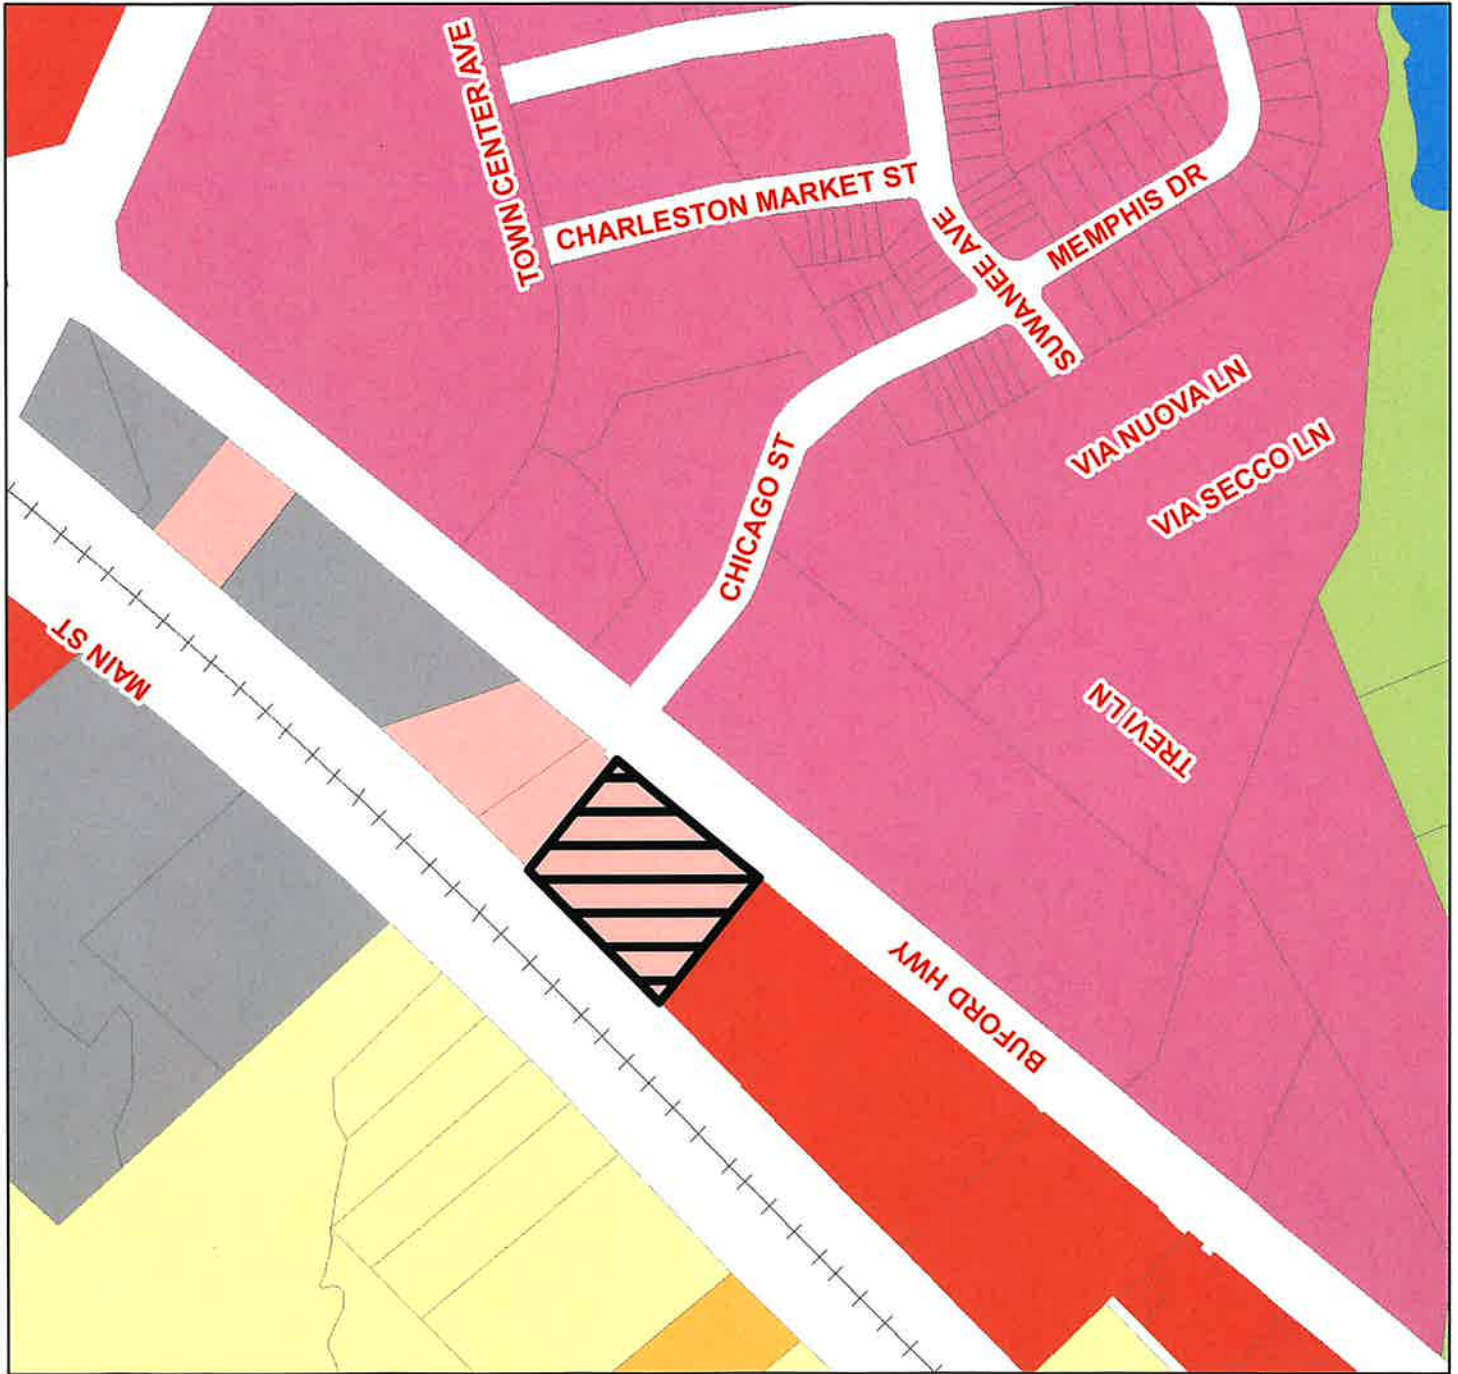 TOWN CENTER AVE
CHARLESTON MARKET ST
SUWANEE AVE
MEMPHIS DR
VIA NUOVA LN
VIA SECCO LN
CHICAGO ST
MAIN ST
TREVI LN
BUFORD HWY